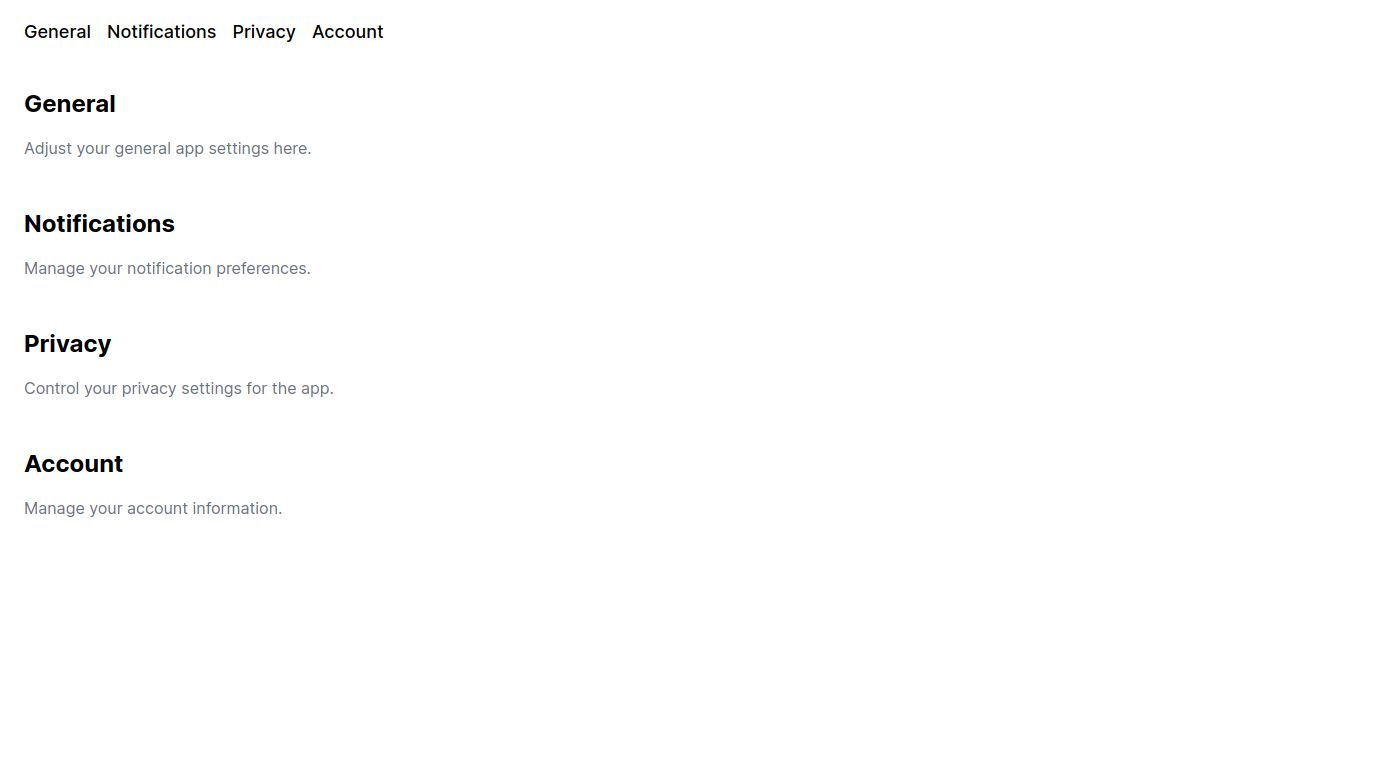 General Notifications Privacy Account
General
Adjust your general app settings here.
Notifications
Manage your notification preferences.
Privacy
Control your privacy settings for the app.
Account
Manage your account information.